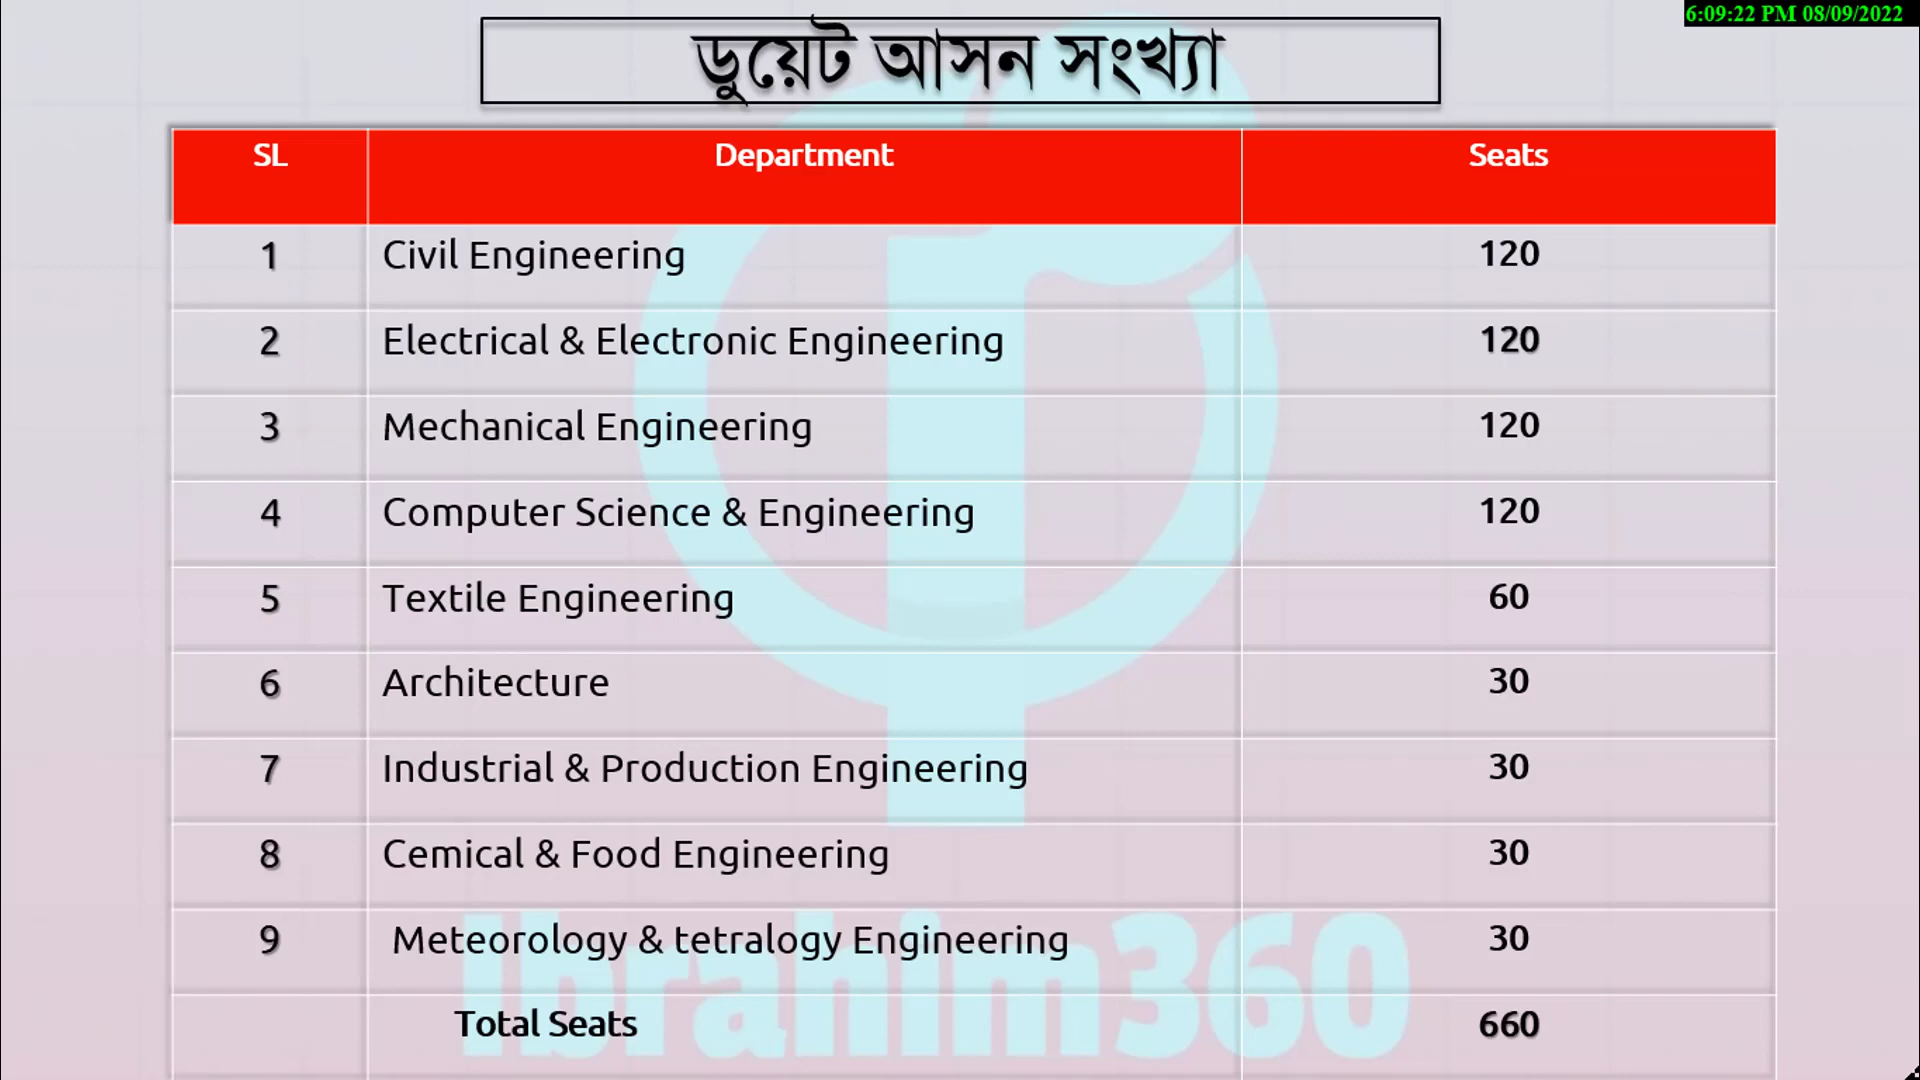 6:09:22 PM 08/09/2022
ডুয়েট আসন সংখ্যা
SL Department Seats
1 Civil Engineering 120
2 Electrical & Electronic Engineering 120
3 Mechanical Engineering 120
4 Computer Science & Engineering 120
5 Textile Engineering 60
6 Architecture 30
7 Industrial & Production Engineering 30
8 Cemical & Food Engineering 30
9 Meteorology & tetralogy Engineering 30
Total Seats 660
Ibrahim360